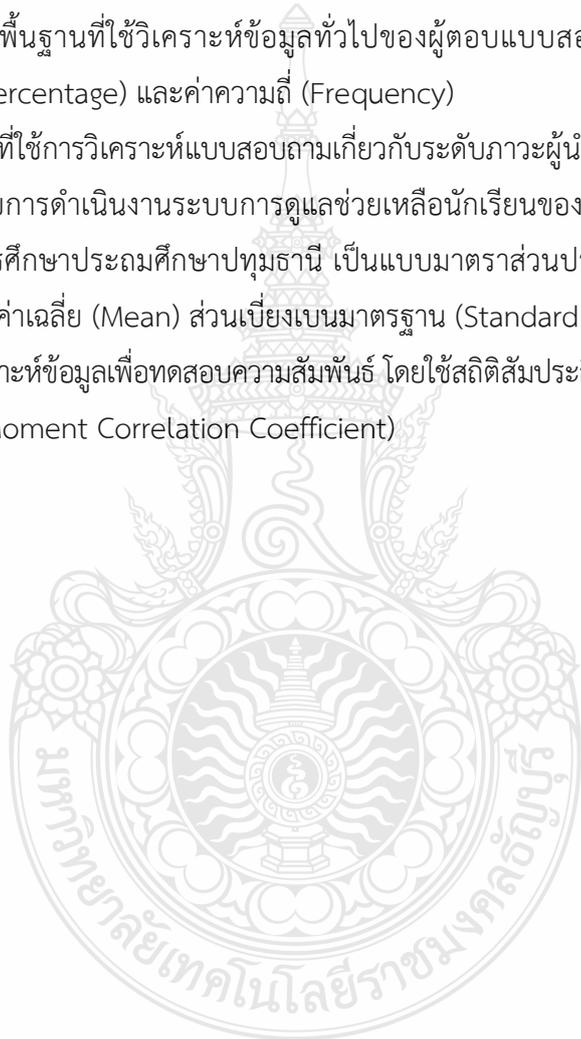 พื้นฐานที่ใช้วิเคราะห์ข้อมูลทั่วไปของผู้ตอบแบบสอ
ercentage) และค่าความถี่ (Frequency)
ที่ใช้การวิเคราะห์แบบสอบถามเกี่ยวกับระดับภาวะผู้นำ
การดำเนินงานระบบการดูแลช่วยเหลือนักเรียนของ
ศึกษาประถมศึกษาปทุมธานี เป็นแบบมาตราส่วนปร
ค่าเฉลี่ย (Mean) ส่วนเบี่ยงเบนมาตรฐาน (Standard
าะห์ข้อมูลเพื่อทดสอบความสัมพันธ์ โดยใช้สถิติสัมประ
oment Correlation Coefficient)
มหาวิทยาลัยเทคโนโลยีราชมงคลธัญบุรี